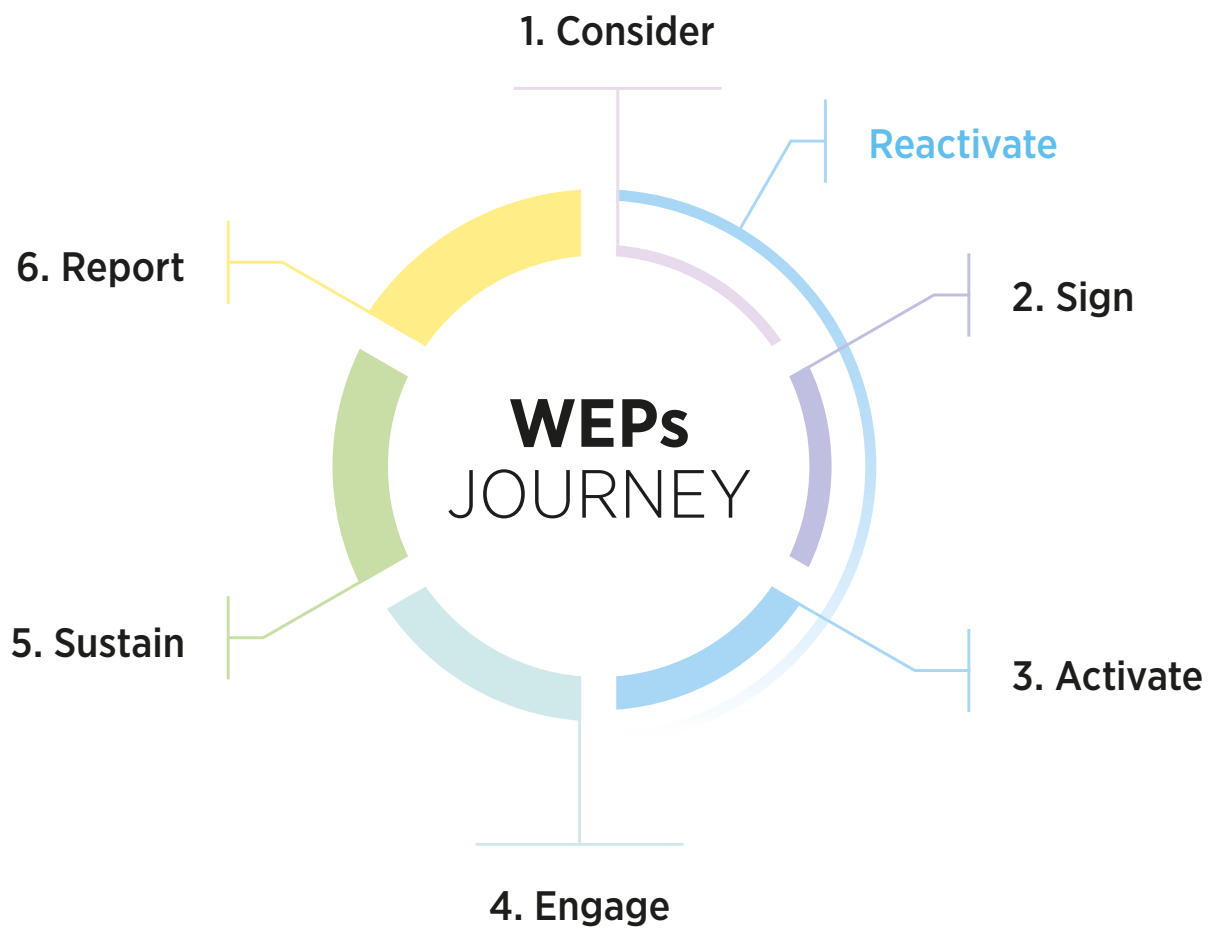 1. Consider
Reactivate
2. Sign
6. Report
WEPs
JOURNEY
5. Sustain
3. Activate
4. Engage